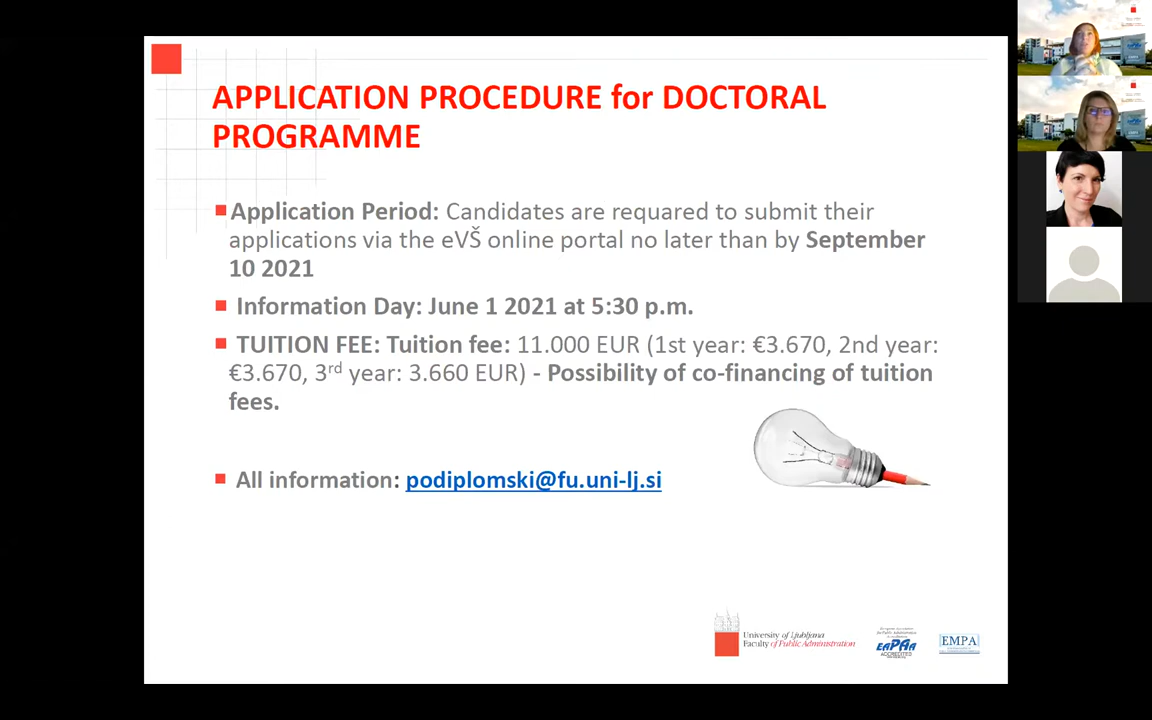 APPLICATION PROCEDURE for DOCTORAL
PROGRAMME
Application Period: Candidates are requared to submit their
applications via the eVŠ online portal no later than by September
10 2021
Information Day: June 1 2021 at 5:30 p.m.
TUITION FEE: Tuition fee: 11.000 EUR (1st year: €3.670, 2nd year:
€3.670, 3rd year: 3.660 EUR) - Possibility of co-financing of tuition
fees.
All information: podiplomski@fu.uni-lj.si
University of Ljubljana
Faculty of Public Administration
EAPAA
ACCREDITED
EMPA